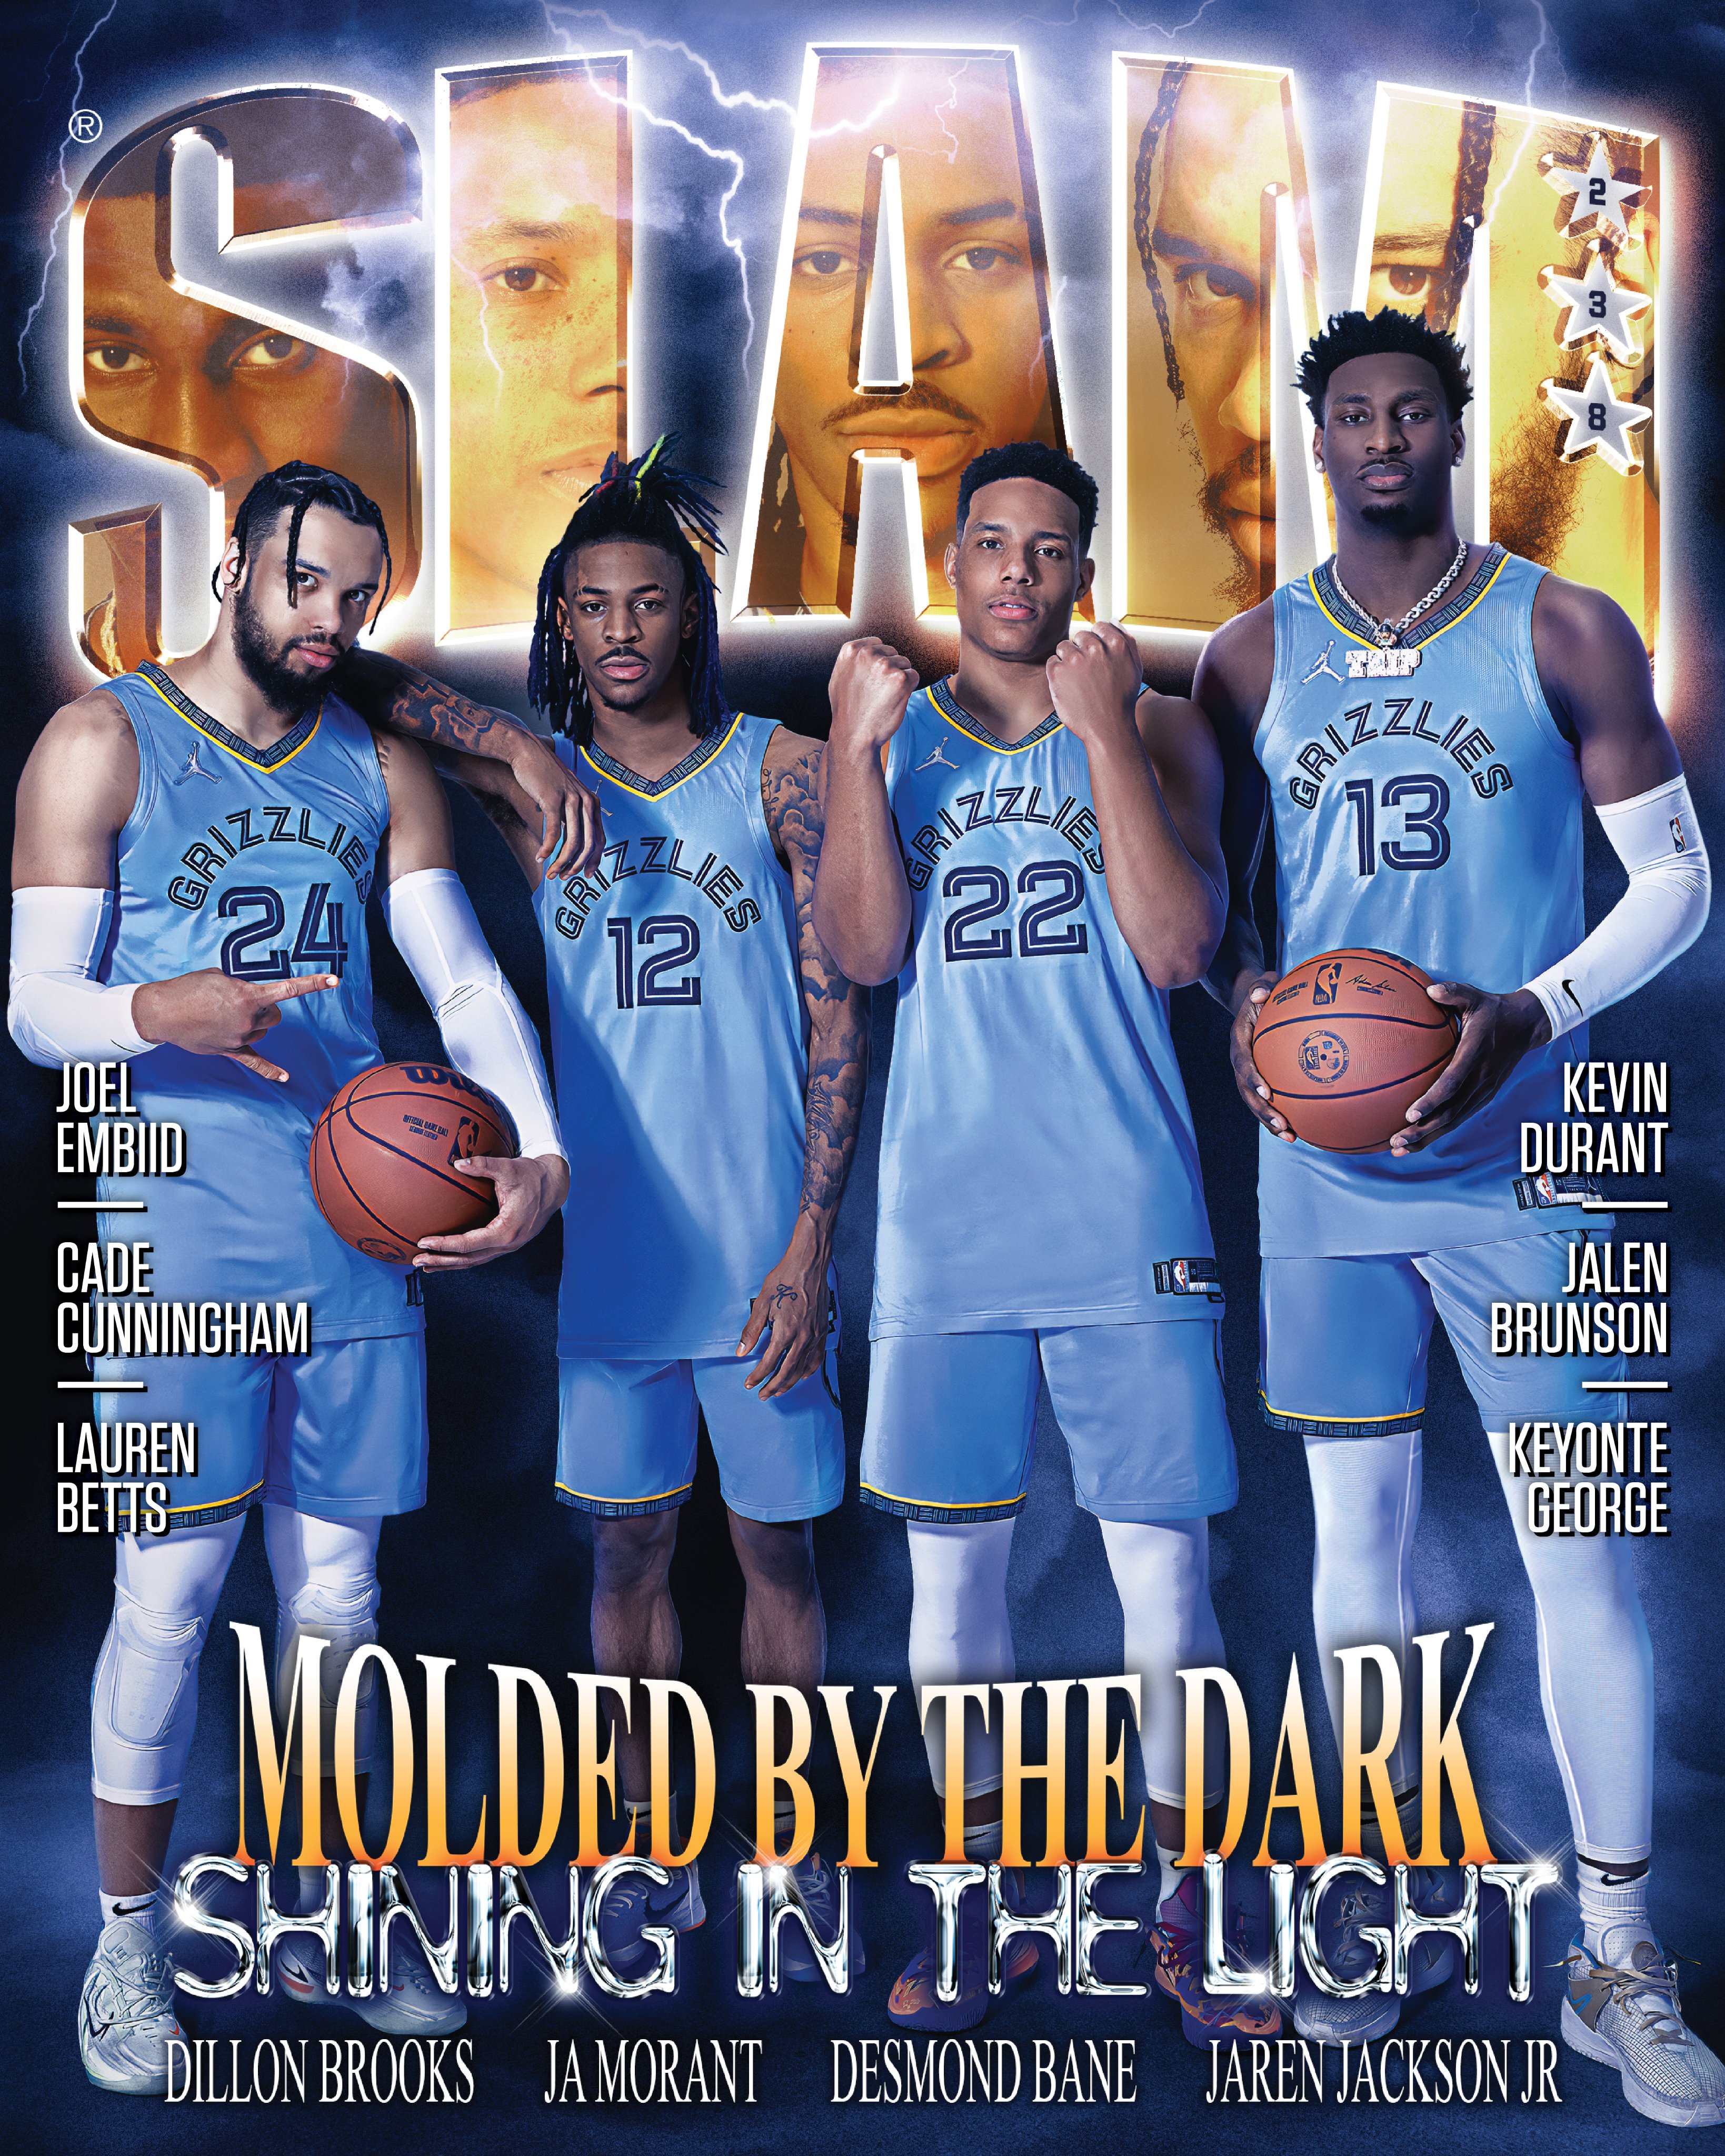 ®
SLAM
2
3
8
TRIP
GRIZZLIES
24
GRIZZLIES
12
GRIZZLIES
22
GRIZZLIES
13
JOEL
EMBIID
CADE
CUNNINGHAM
LAUREN
BETTS
KEVIN
DURANT
JALEN
BRUNSON
KEYONTE
GEORGE
MOLDED BY THE DARK
SHINING IN THE LIGHT
DILLON BROOKS JA MORANT DESMOND BANE JAREN JACKSON JR